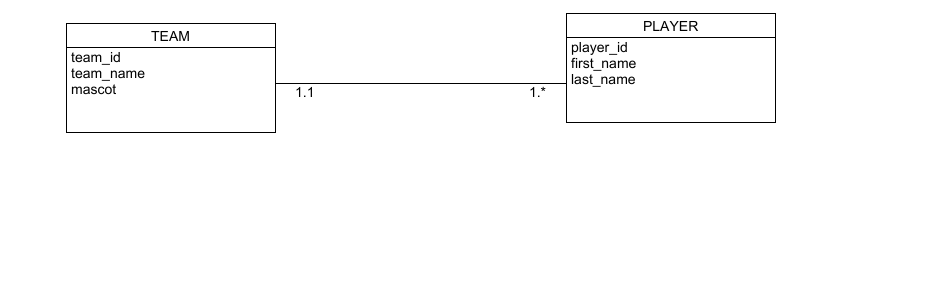 TEAM
team_id
team_name
mascot
1.1
1.*
PLAYER
player_id
first_name
last_name